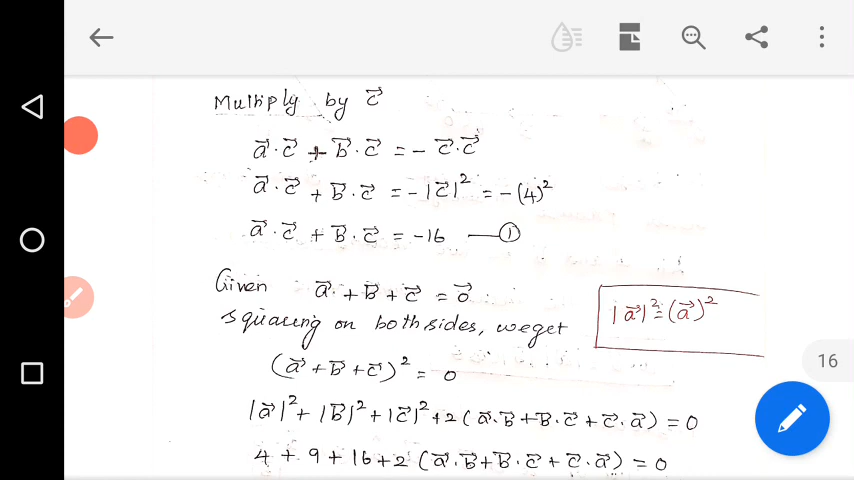 Multiply by c⃗
a⃗·c⃗ + b⃗·c⃗ = - c⃗·c⃗
a⃗·c⃗ + b⃗·c⃗ = -|c⃗|² = -(4)²
a⃗·c⃗ + b⃗·c⃗ = -16 —①
Given a⃗ + b⃗ + c⃗ = 0⃗
squaring on both sides, we get
|a⃗|² = (a⃗)²
(a⃗ + b⃗ + c⃗)² = 0
16
|a⃗|² + |b⃗|² + |c⃗|² + 2(a⃗·b⃗ + b⃗·c⃗ + c⃗·a⃗) = 0
4 + 9 + 16 + 2(a⃗·b⃗ + b⃗·c⃗ + c⃗·a⃗) = 0